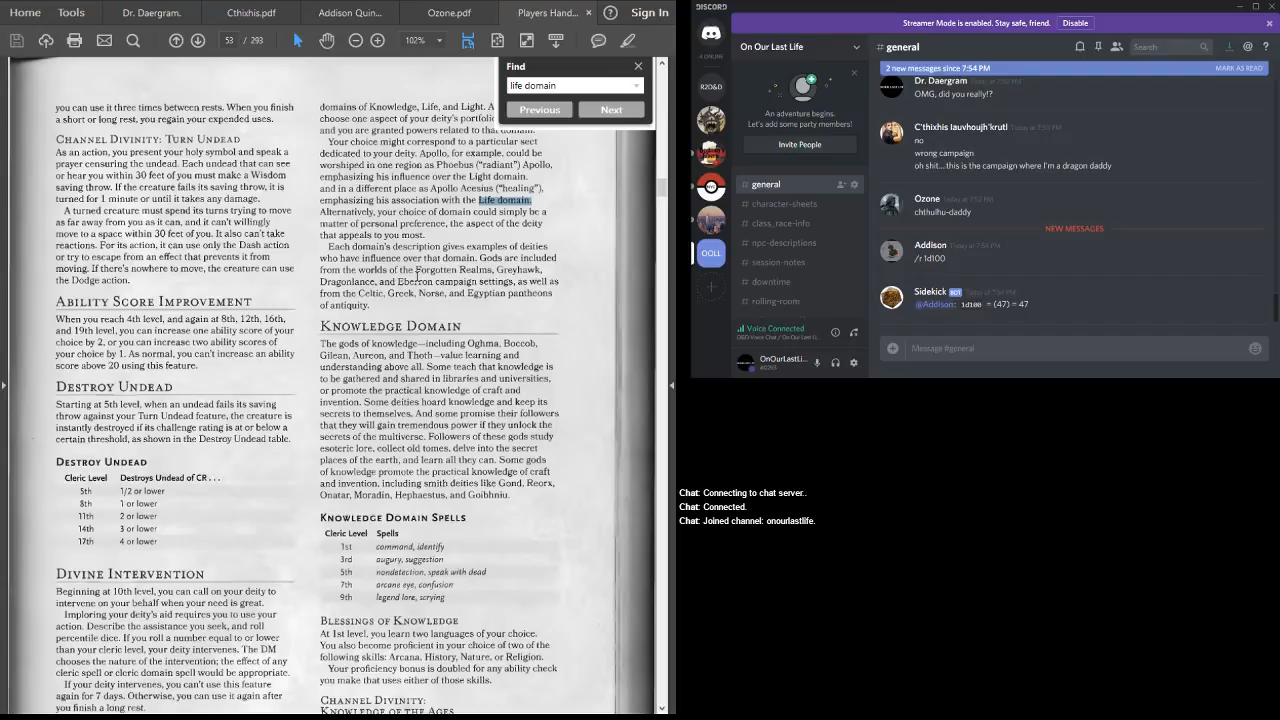 Home
Tools
Dr. Daergram.
Cthixhis.pdf
Addison Quin...
Ozone.pdf
Players Hand...
Sign In
53 / 293
102%
Find
life domain
Previous
Next
you can use it three times between rests. When you finish
a short or long rest, you regain your expended uses.
Channel Divinity: Turn Undead
As an action, you present your holy symbol and speak a
prayer censuring the undead. Each undead that can see
or hear you within 30 feet of you must make a Wisdom
saving throw. If the creature fails its saving throw, it is
turned for 1 minute or until it takes any damage.
A turned creature must spend its turns trying to move
as far away from you as it can, and it can't willingly
move to a space within 30 feet of you. It also can't take
reactions. For its action, it can use only the Dash action
or try to escape from an effect that prevents it from
moving. If there's nowhere to move, the creature can use
the Dodge action.
Ability Score Improvement
When you reach 4th level, and again at 8th, 12th, 16th,
and 19th level, you can increase one ability score of your
choice by 2, or you can increase two ability scores of
your choice by 1. As normal, you can't increase an ability
score above 20 using this feature.
Destroy Undead
Starting at 5th level, when an undead fails its saving
throw against your Turn Undead feature, the creature is
instantly destroyed if its challenge rating is at or below a
certain threshold, as shown in the Destroy Undead table.
Destroy Undead
Cleric Level Destroys Undead of CR . . .
5th 1/2 or lower
8th 1 or lower
11th 2 or lower
14th 3 or lower
17th 4 or lower
Divine Intervention
Beginning at 10th level, you can call on your deity to
intervene on your behalf when your need is great.
Imploring your deity's aid requires you to use your
action. Describe the assistance you seek, and roll
percentile dice. If you roll a number equal to or lower
than your cleric level, your deity intervenes. The DM
chooses the nature of the intervention; the effect of any
cleric spell or cleric domain spell would be appropriate.
If your deity intervenes, you can't use this feature
again for 7 days. Otherwise, you can use it again after
you finish a long rest.
domains of Knowledge, Life, and Light. A
choose one aspect of your deity's portfolio
and you are granted powers related to that domain.
Your choice might correspond to a particular sect
dedicated to your deity. Apollo, for example, could be
worshiped in one region as Phoebus ("radiant") Apollo,
emphasizing his influence over the Light domain,
and in a different place as Apollo Acesius ("healing"),
emphasizing his association with the Life domain.
Alternatively, your choice of domain could simply be a
matter of personal preference, the aspect of the deity
that appeals to you most.
Each domain's description gives examples of deities
who have influence over that domain. Gods are included
from the worlds of the Forgotten Realms, Greyhawk,
Dragonlance, and Eberron campaign settings, as well as
from the Celtic, Greek, Norse, and Egyptian pantheons
of antiquity.
Knowledge Domain
The gods of knowledge—including Oghma, Boccob,
Gilean, Aureon, and Thoth—value learning and
understanding above all. Some teach that knowledge is
to be gathered and shared in libraries and universities,
or promote the practical knowledge of craft and
invention. Some deities hoard knowledge and keep its
secrets to themselves. And some promise their followers
that they will gain tremendous power if they unlock the
secrets of the multiverse. Followers of these gods study
esoteric lore, collect old tomes, delve into the secret
places of the earth, and learn all they can. Some gods
of knowledge promote the practical knowledge of craft
and invention, including smith deities like Gond, Reorx,
Onatar, Moradin, Hephaestus, and Goibhniu.
Knowledge Domain Spells
Cleric Level Spells
1st command, identify
3rd augury, suggestion
5th nondetection, speak with dead
7th arcane eye, confusion
9th legend lore, scrying
Blessings of Knowledge
At 1st level, you learn two languages of your choice.
You also become proficient in your choice of two of the
following skills: Arcana, History, Nature, or Religion.
Your proficiency bonus is doubled for any ability check
you make that uses either of those skills.
Channel Divinity:
Knowledge of the Ages
DISCORD
Streamer Mode is enabled. Stay safe, friend. Disable
4 ONLINE
R2D&D
OOLL
On Our Last Life
An adventure begins.
Let's add some party members!
Invite People
general
# character-sheets
# class_race-info
# npc-descriptions
# session-notes
# downtime
# rolling-room
Voice Connected
OnOurLastLi...
# general
Search
2 new messages since 7:54 PM
MARK AS READ
Dr. Daergram
OMG, did you really!?
C'thixhis Iauvhoujh'krutl
no
wrong campaign
oh shit....this is the campaign where I'm a dragon daddy
Ozone
chthulhu-daddy
NEW MESSAGES
Addison Today at 7:54 PM
/r 1d100
Sidekick BOT Today at 7:54 PM
@Addison: 1d100 = (47) = 47
Message #general
Chat: Connecting to chat server..
Chat: Connected.
Chat: Joined channel: onourlastlife.